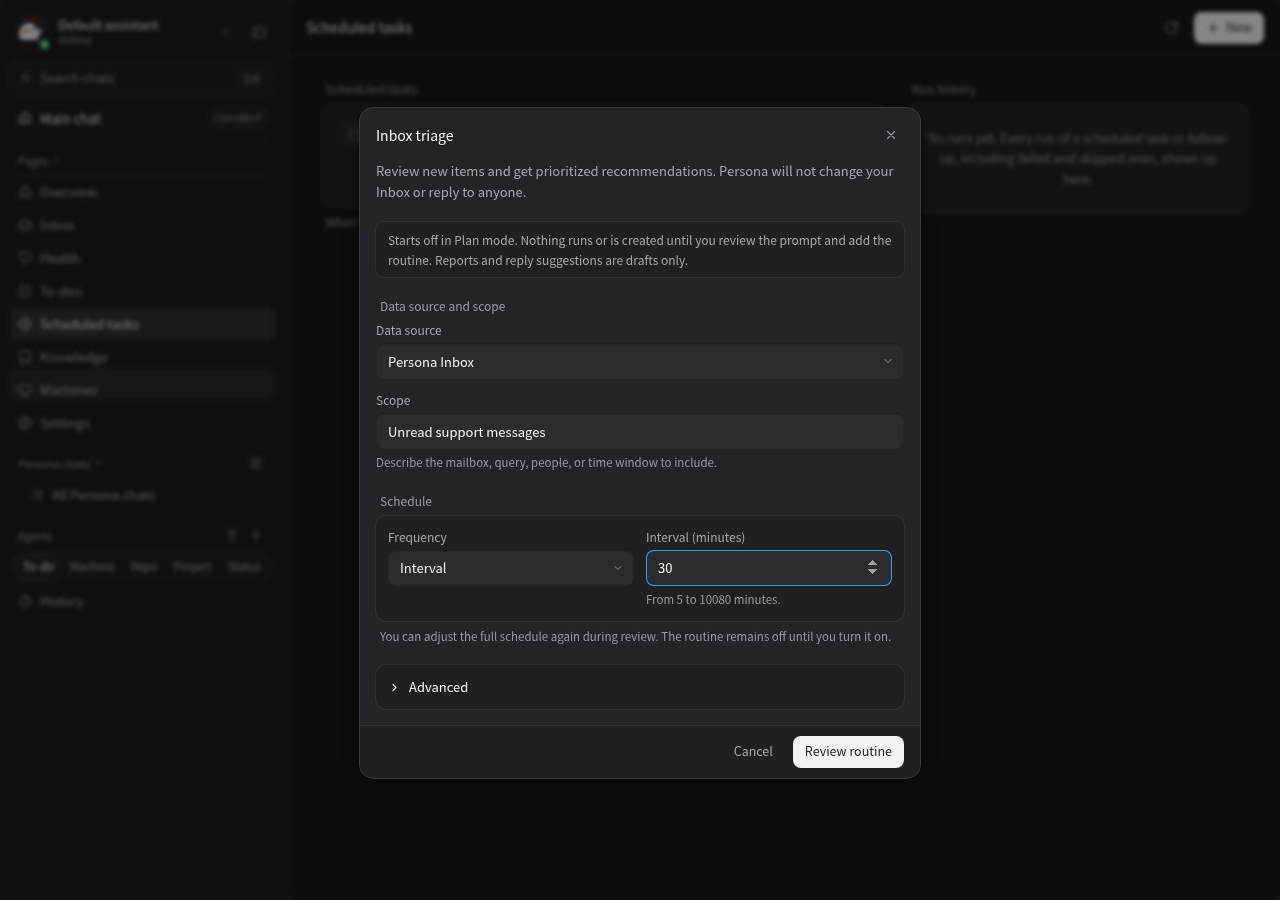 Default assistant
Online
Search chats
Main chat
Pages
Overview
Inbox
Health
To-dos
Scheduled tasks
Knowledge
Machines
Settings
Persona chats
All Persona chats
Agents
To-do Machine Repo Project Status
History
Scheduled tasks
New
Scheduled tasks
Run history
No runs yet. Every run of a scheduled task or follow-
up, including failed and skipped ones, shows up
here.
Inbox triage
Review new items and get prioritized recommendations. Persona will not change your
Inbox or reply to anyone.
Starts off in Plan mode. Nothing runs or is created until you review the prompt and add the
routine. Reports and reply suggestions are drafts only.
Data source and scope
Data source
Persona Inbox
Scope
Unread support messages
Describe the mailbox, query, people, or time window to include.
Schedule
Frequency Interval (minutes)
Interval 30
From 5 to 10080 minutes.
You can adjust the full schedule again during review. The routine remains off until you turn it on.
Advanced
Cancel Review routine